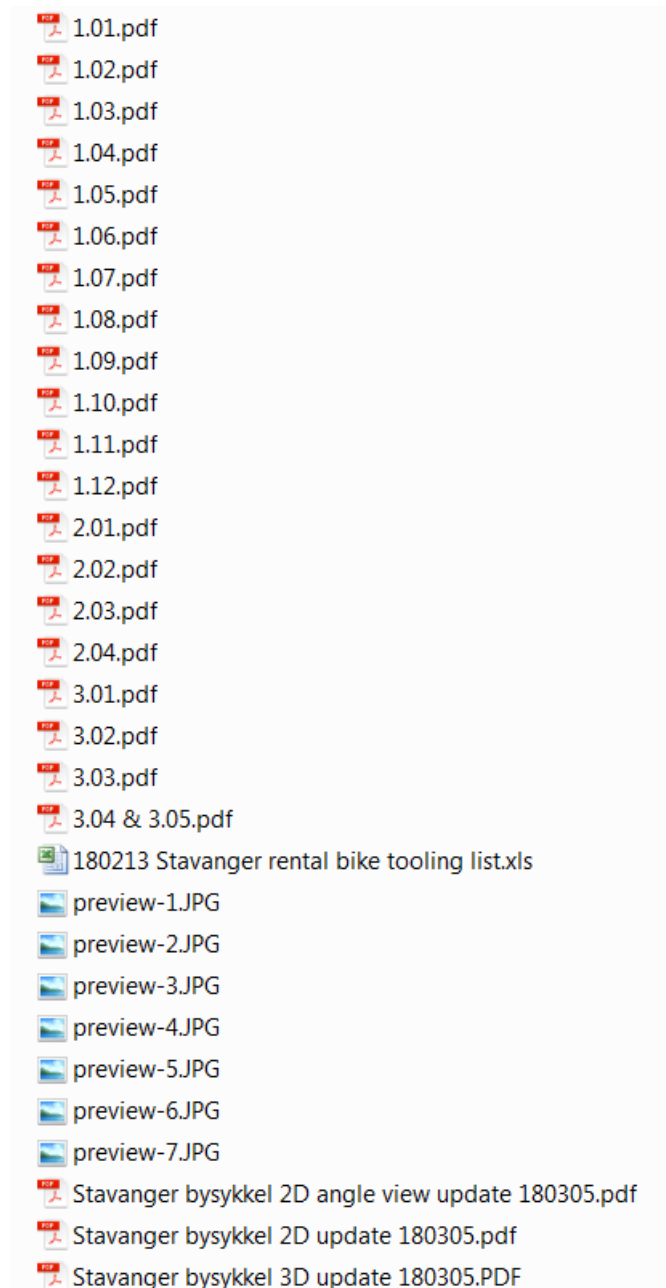 1.01.pdf
1.02.pdf
1.03.pdf
1.04.pdf
1.05.pdf
1.06.pdf
1.07.pdf
1.08.pdf
1.09.pdf
1.10.pdf
1.11.pdf
1.12.pdf
2.01.pdf
2.02.pdf
2.03.pdf
2.04.pdf
3.01.pdf
3.02.pdf
3.03.pdf
3.04 & 3.05.pdf
180213 Stavanger rental bike tooling list.xls
preview-1.JPG
preview-2.JPG
preview-3.JPG
preview-4.JPG
preview-5.JPG
preview-6.JPG
preview-7.JPG
Stavanger bysykkel 2D angle view update 180305.pdf
Stavanger bysykkel 2D update 180305.pdf
Stavanger bysykkel 3D update 180305.PDF